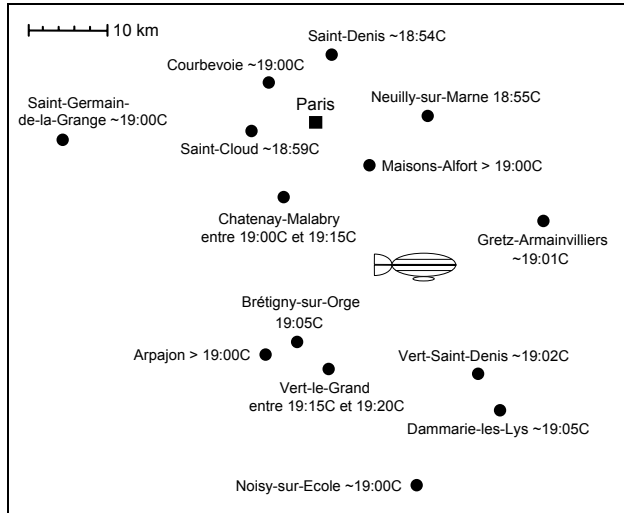 10 km
Saint-Denis ~18:54C
Courbevoie ~19:00C
Paris
Neuilly-sur-Marne 18:55C
Saint-Germain-
de-la-Grange ~19:00C
Saint-Cloud ~18:59C
Maisons-Alfort > 19:00C
Chatenay-Malabry
entre 19:00C et 19:15C
Gretz-Armainvilliers
~19:01C
Brétigny-sur-Orge
19:05C
Arpajon > 19:00C
Vert-Saint-Denis ~19:02C
Vert-le-Grand
entre 19:15C et 19:20C
Dammarie-les-Lys ~19:05C
Noisy-sur-Ecole ~19:00C